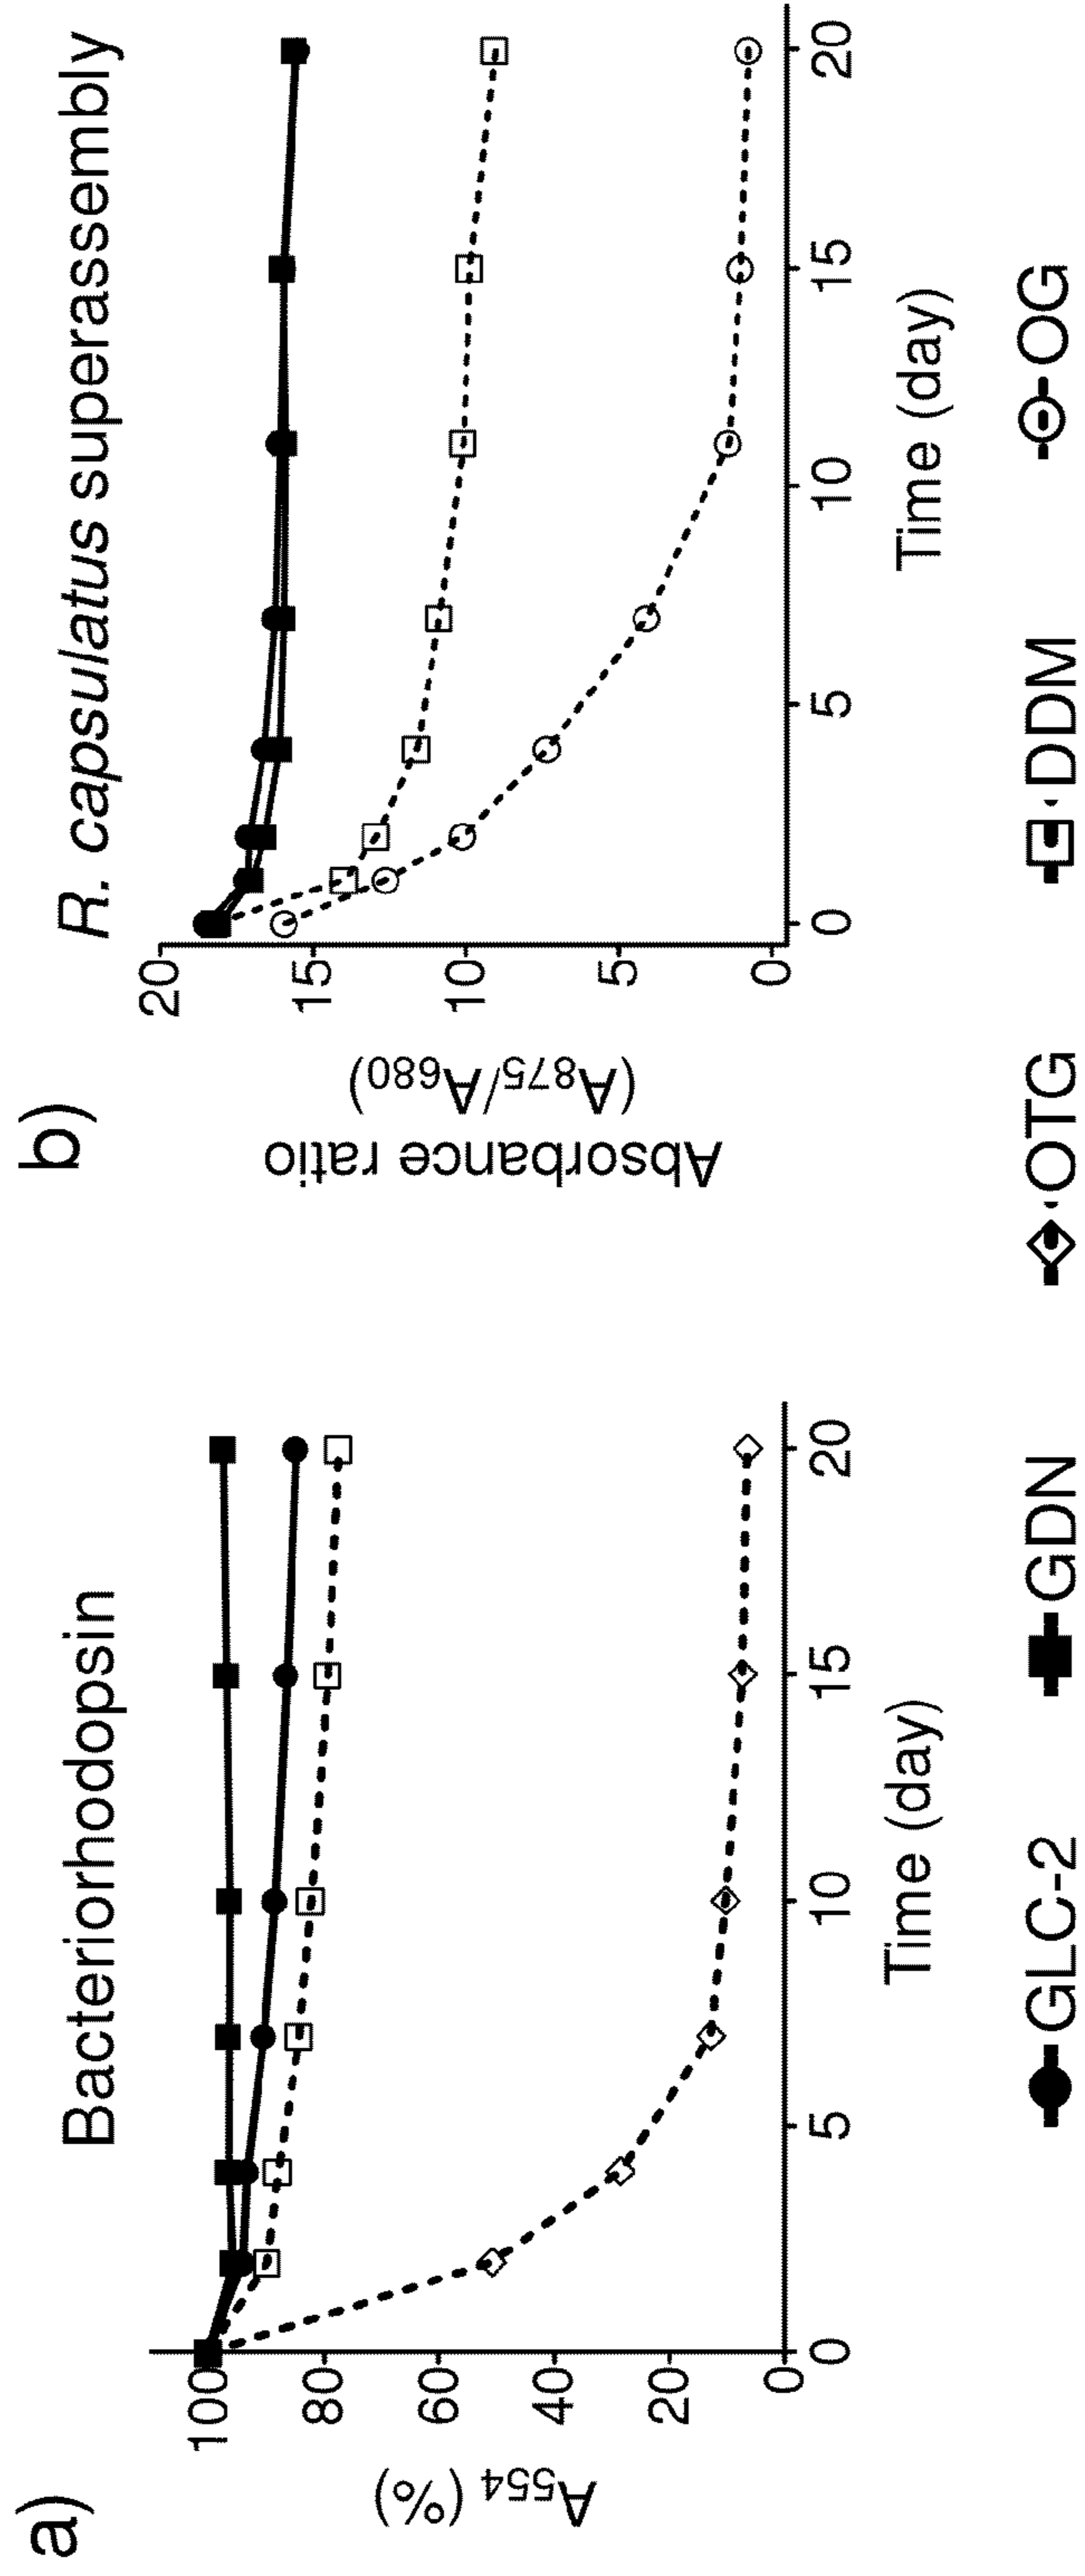 a)
Bacteriorhodopsin
A554 (%)
100
80
60
40
20
0
0 5 10 15 20
Time (day)
b)
R. capsulatus superassembly
Absorbance ratio
(A875/A680)
20
15
10
5
0
0 5 10 15 20
Time (day)
GLC-2 GDN OTG DDM OG